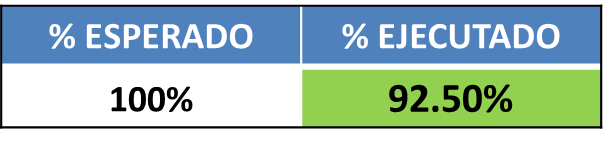 % ESPERADO % EJECUTADO
100% 92.50%